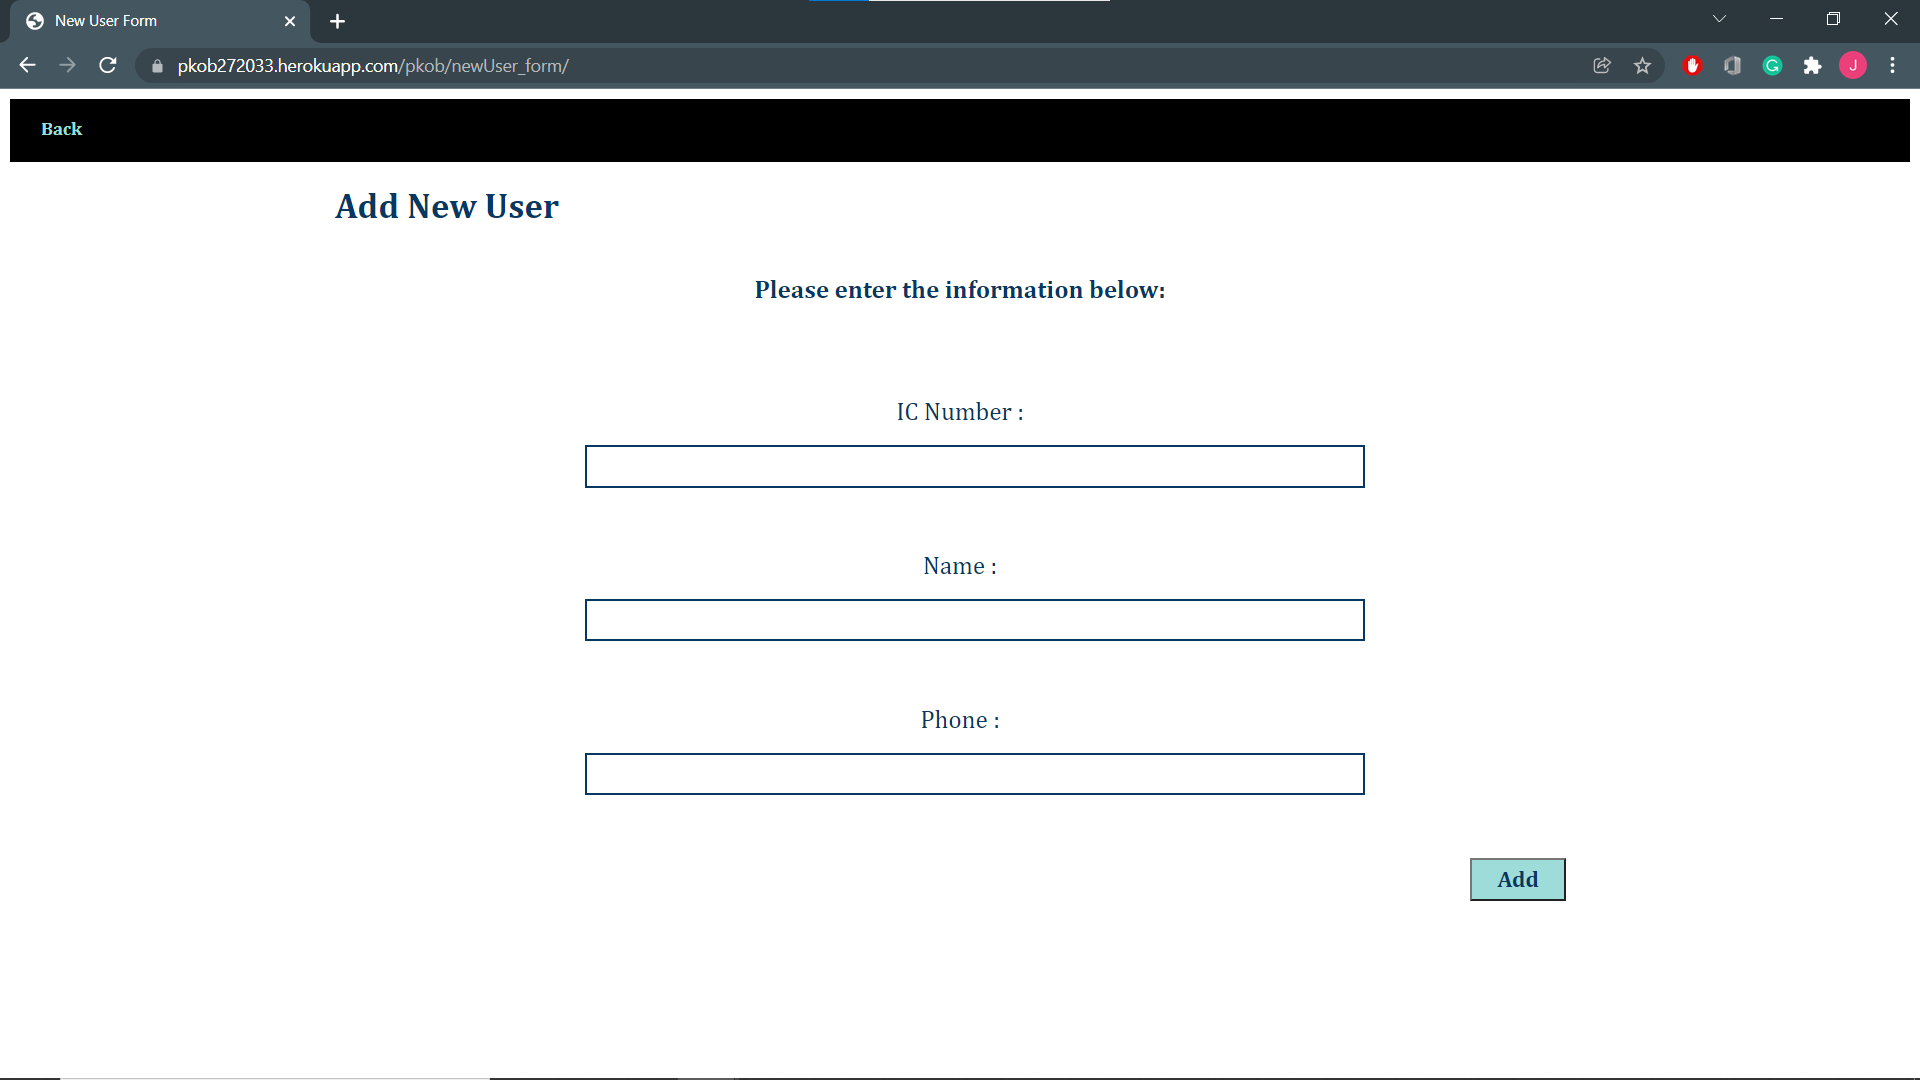 New User Form
pkob272033.herokuapp.com/pkob/newUser_form/
J
Back
Add New User
Please enter the information below:
IC Number :
Name :
Phone :
Add